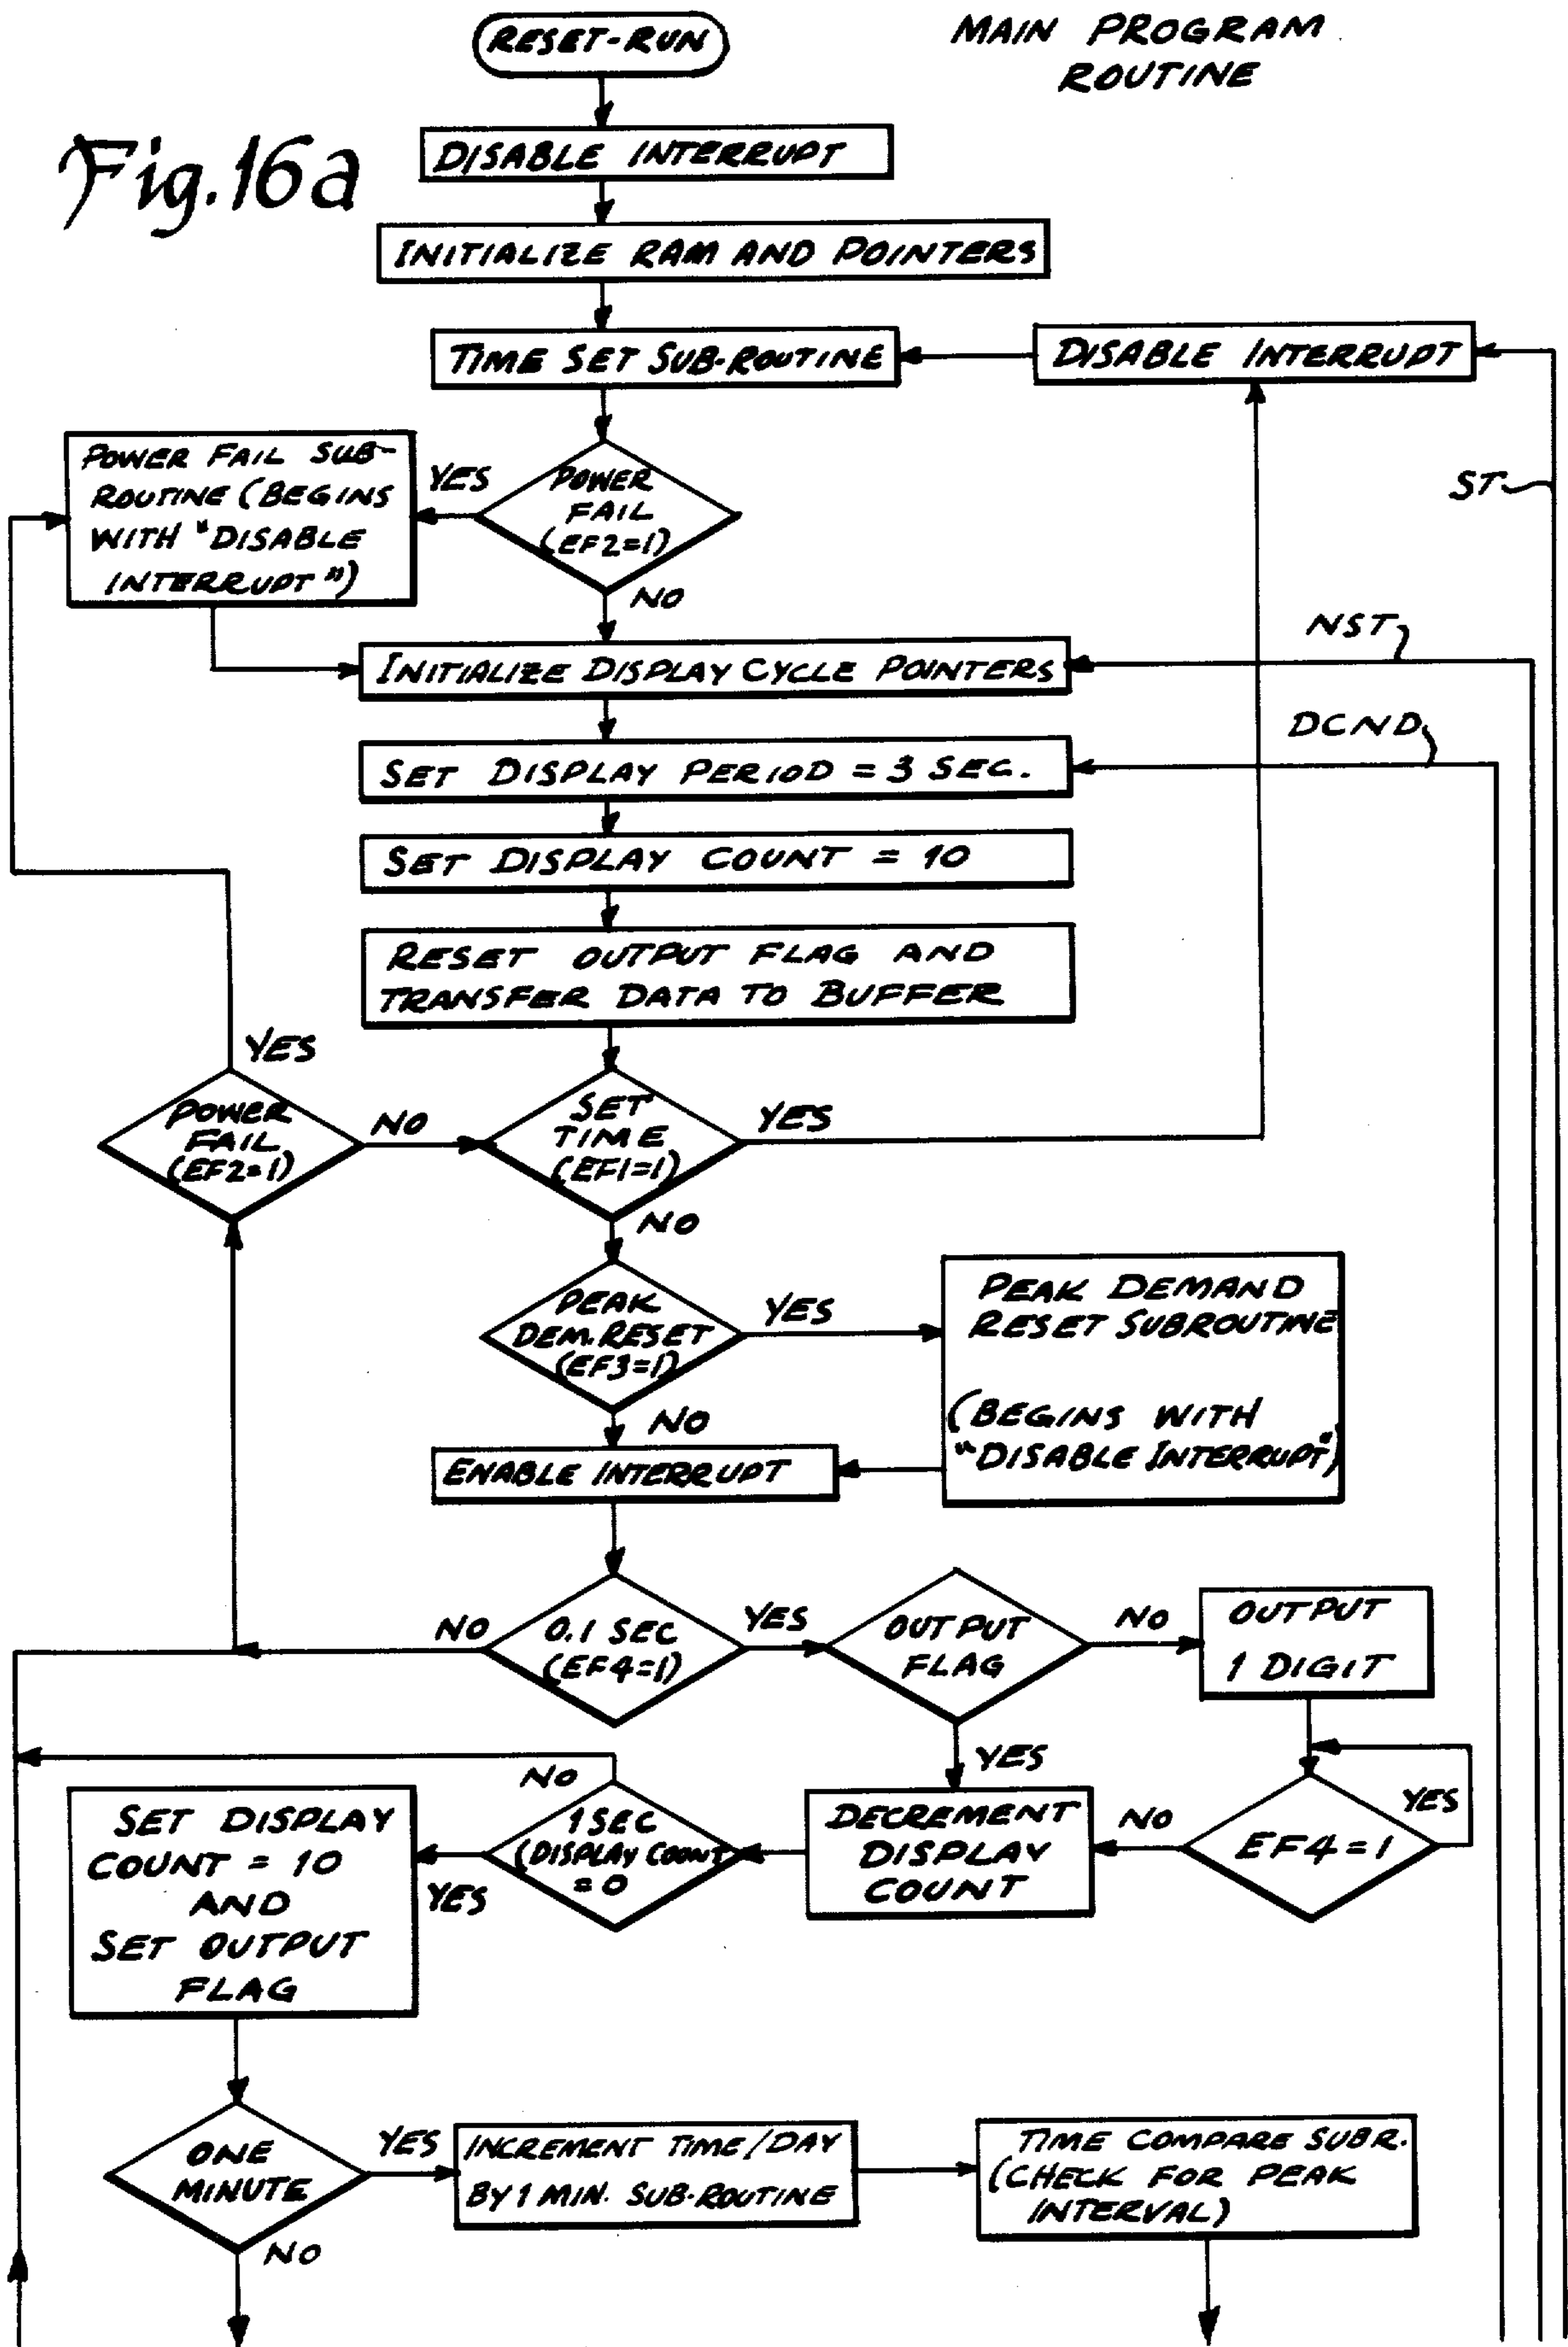 RESET-RUN
MAIN PROGRAM
ROUTINE
Fig. 16a
DISABLE INTERRUPT
INITIALIZE RAM AND POINTERS
TIME SET SUB-ROUTINE
DISABLE INTERRUPT
POWER FAIL SUB-
ROUTINE (BEGINS
WITH "DISABLE
INTERRUPT")
YES
POWER
FAIL
(EF2=1)
NO
ST
NST
INITIALIZE DISPLAY CYCLE POINTERS
DCND
SET DISPLAY PERIOD = 3 SEC.
SET DISPLAY COUNT = 10
RESET OUTPUT FLAG AND
TRANSFER DATA TO BUFFER
YES
POWER
FAIL
(EF2=1)
NO
SET
TIME
(EF1=1)
YES
NO
PEAK
DEM. RESET
(EF3=1)
YES
PEAK DEMAND
RESET SUBROUTINE
(BEGINS WITH
"DISABLE INTERRUPT")
NO
ENABLE INTERRUPT
NO
0.1 SEC
(EF4=1)
YES
OUTPUT
FLAG
NO
OUTPUT
1 DIGIT
YES
NO
SET DISPLAY
COUNT = 10
AND
SET OUTPUT
FLAG
YES
1 SEC
(DISPLAY COUNT
= 0
DECREMENT
DISPLAY
COUNT
NO
EF4=1
YES
ONE
MINUTE
YES
INCREMENT TIME/DAY
BY 1 MIN. SUB-ROUTINE
TIME COMPARE SUBR.
(CHECK FOR PEAK
INTERVAL)
NO